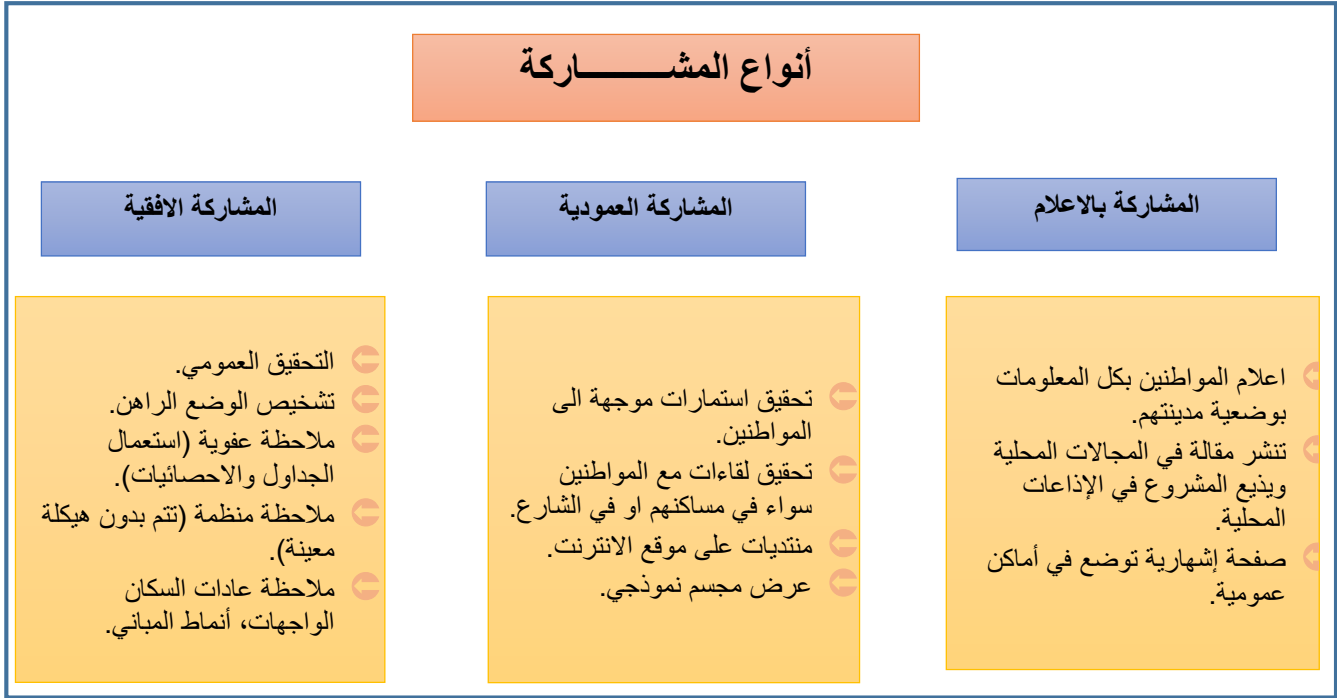 أنواع المشـــــــــاركة
المشاركة بالاعلام
اعلام المواطنين بكل المعلومات
بوضعية مدينتهم.
تنشر مقالة في المجالات المحلية
ويذيع المشروع في الإذاعات
المحلية.
صفحة إشهارية توضع في أماكن
عمومية.
المشاركة العمودية
تحقيق استمارات موجهة الى
المواطنين.
تحقيق لقاءات مع المواطنين
سواء في مساكنهم او في الشارع.
منتديات على موقع الانترنت.
عرض مجسم نموذجي.
المشاركة الافقية
التحقيق العمومي.
تشخيص الوضع الراهن.
ملاحظة عفوية (استعمال
الجداول والاحصائيات).
ملاحظة منظمة (تتم بدون هيكلة
معينة).
ملاحظة عادات السكان
الواجهات، أنماط المباني.